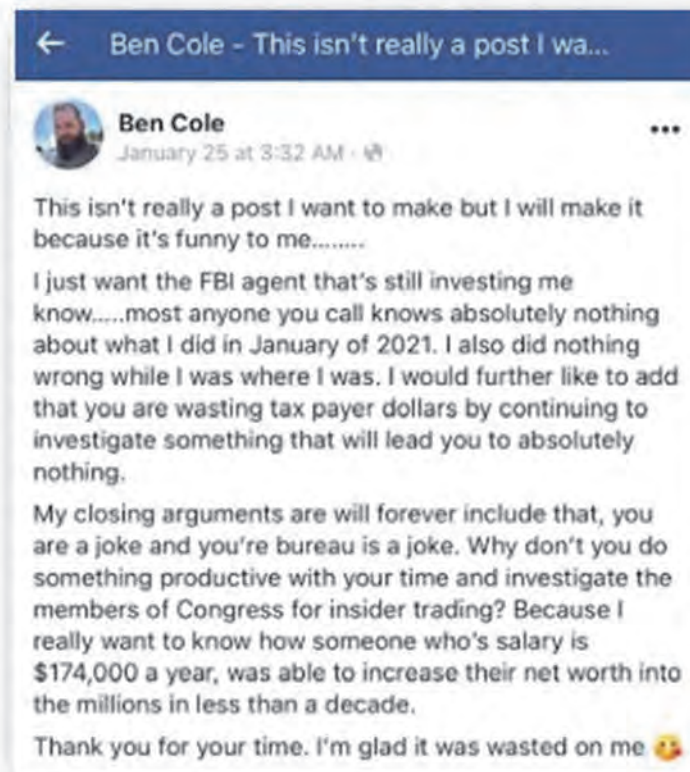 Ben Cole - This isn't really a post I wa...
Ben Cole
January 25 at 3:32 AM ·
This isn't really a post I want to make but I will make it
because it's funny to me........
I just want the FBI agent that's still investing me
know.....most anyone you call knows absolutely nothing
about what I did in January of 2021. I also did nothing
wrong while I was where I was. I would further like to add
that you are wasting tax payer dollars by continuing to
investigate something that will lead you to absolutely
nothing.
My closing arguments are will forever include that, you
are a joke and you're bureau is a joke. Why don't you do
something productive with your time and investigate the
members of Congress for insider trading? Because I
really want to know how someone who's salary is
$174,000 a year, was able to increase their net worth into
the millions in less than a decade.
Thank you for your time. I'm glad it was wasted on me 😘